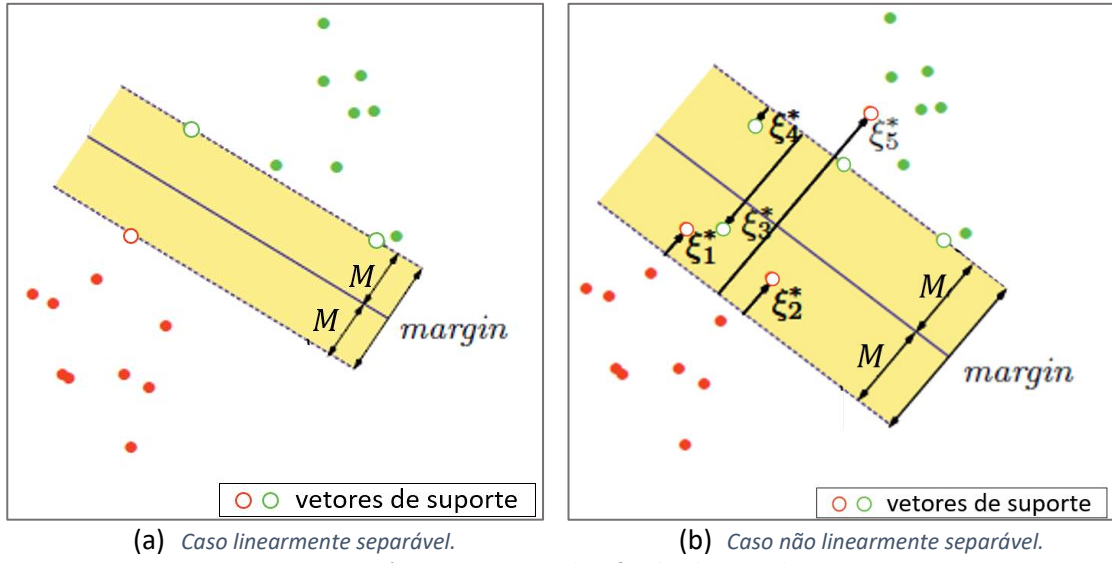 M
M
margin
vetores de suporte
(a) Caso linearmente separável.
ξ*4
ξ*5
ξ*3
ξ*1
ξ*2
M
M
margin
vetores de suporte
(b) Caso não linearmente separável.